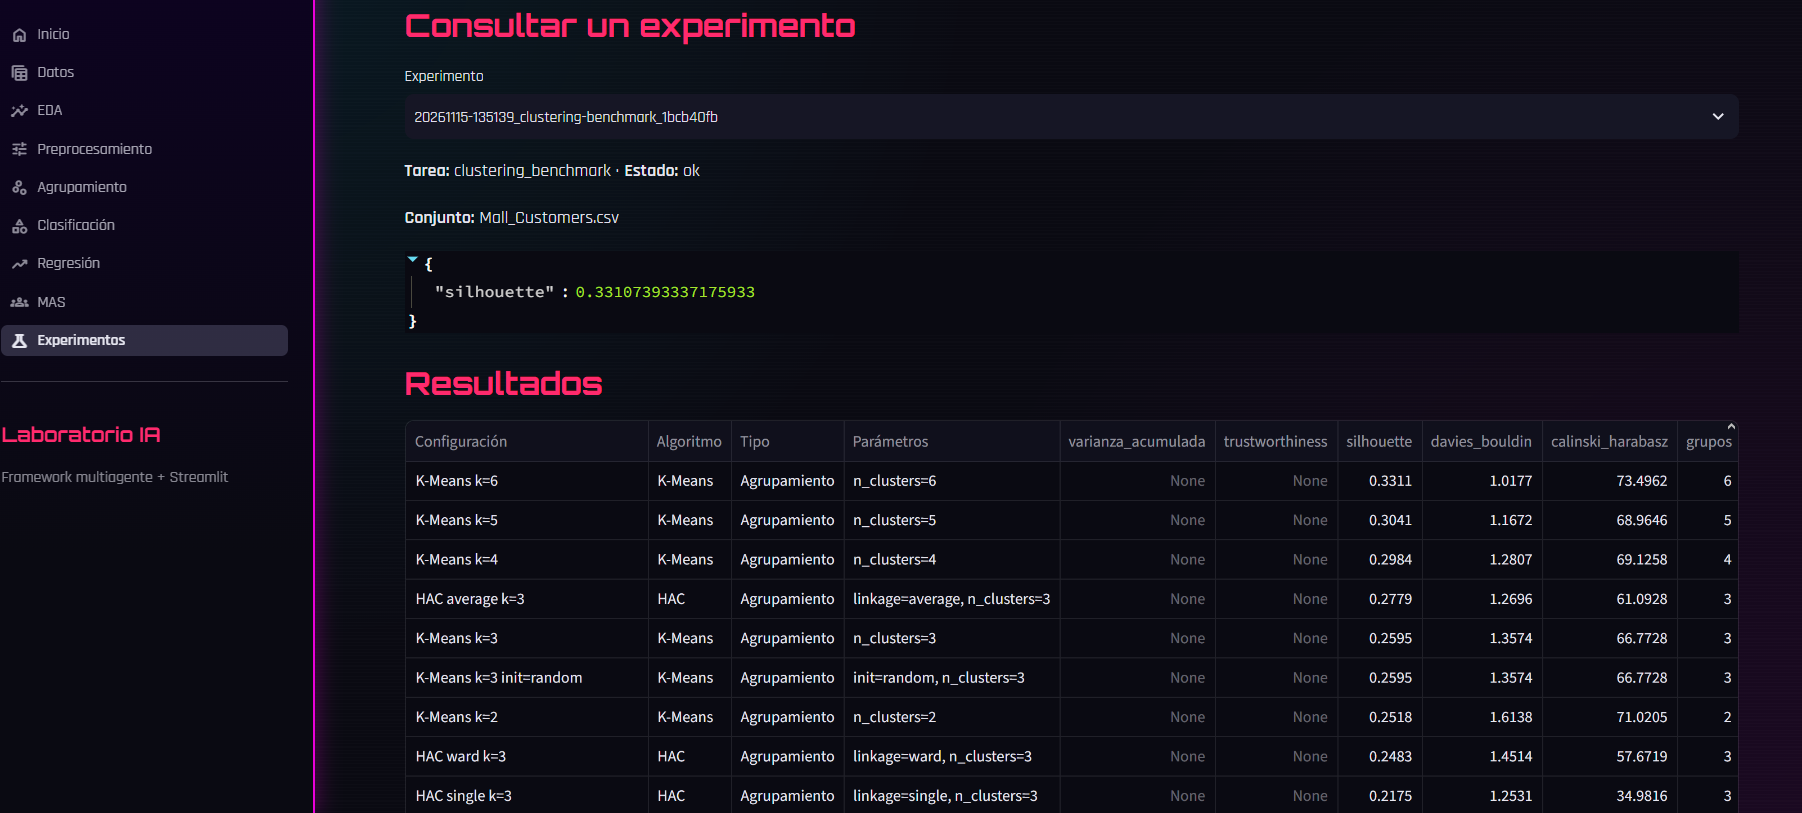 Inicio
Datos
EDA
Preprocesamiento
Agrupamiento
Clasificación
Regresión
MAS
Experimentos
Laboratorio IA
Framework multiagente + Streamlit
Consultar un experimento
Experimento
20261115-135139_clustering-benchmark_1bcb40fb
Tarea: clustering_benchmark · Estado: ok
Conjunto: Mall_Customers.csv
{
"silhouette" : 0.33107393337175933
}
Resultados
Configuración Algoritmo Tipo Parámetros varianza_acumulada trustworthiness silhouette davies_bouldin calinski_harabasz grupos
K-Means k=6 K-Means Agrupamiento n_clusters=6 None None 0.3311 1.0177 73.4962 6
K-Means k=5 K-Means Agrupamiento n_clusters=5 None None 0.3041 1.1672 68.9646 5
K-Means k=4 K-Means Agrupamiento n_clusters=4 None None 0.2984 1.2807 69.1258 4
HAC average k=3 HAC Agrupamiento linkage=average, n_clusters=3 None None 0.2779 1.2696 61.0928 3
K-Means k=3 K-Means Agrupamiento n_clusters=3 None None 0.2595 1.3574 66.7728 3
K-Means k=3 init=random K-Means Agrupamiento init=random, n_clusters=3 None None 0.2595 1.3574 66.7728 3
K-Means k=2 K-Means Agrupamiento n_clusters=2 None None 0.2518 1.6138 71.0205 2
HAC ward k=3 HAC Agrupamiento linkage=ward, n_clusters=3 None None 0.2483 1.4514 57.6719 3
HAC single k=3 HAC Agrupamiento linkage=single, n_clusters=3 None None 0.2175 1.2531 34.9816 3